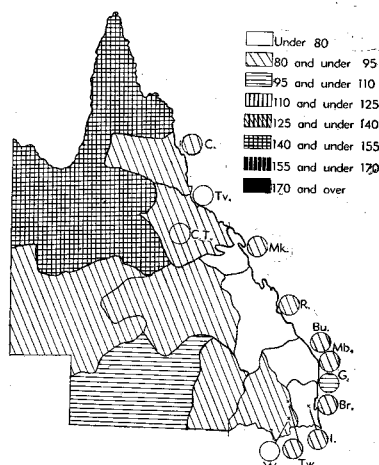 Under 80
80 and under 95
95 and under 110
110 and under 125
125 and under 140
140 and under 155
155 and under 170
170 and over
C.
Tv.
C.T.
Mk.
R.
Bu.
Mb.
G.
Br.
I.
Tw.